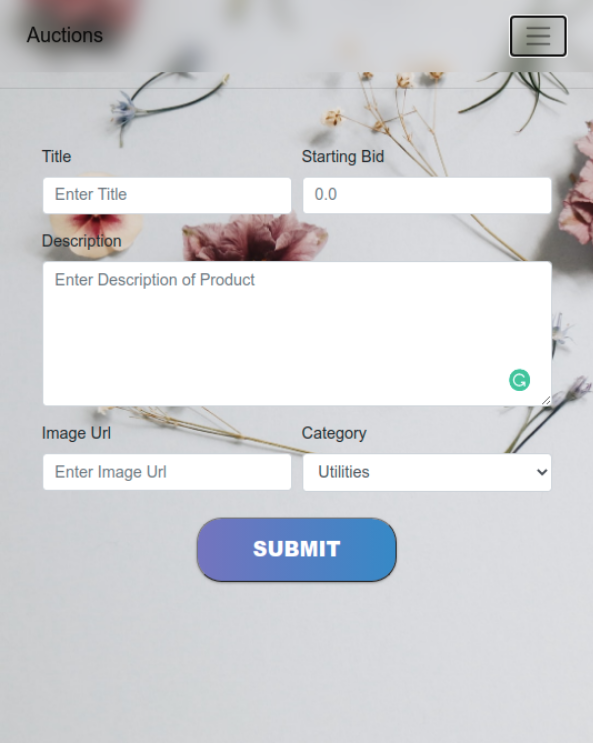 Auctions
Title Starting Bid
Enter Title 0.0
Description
Enter Description of Product
Image Url Category
Enter Image Url Utilities
SUBMIT